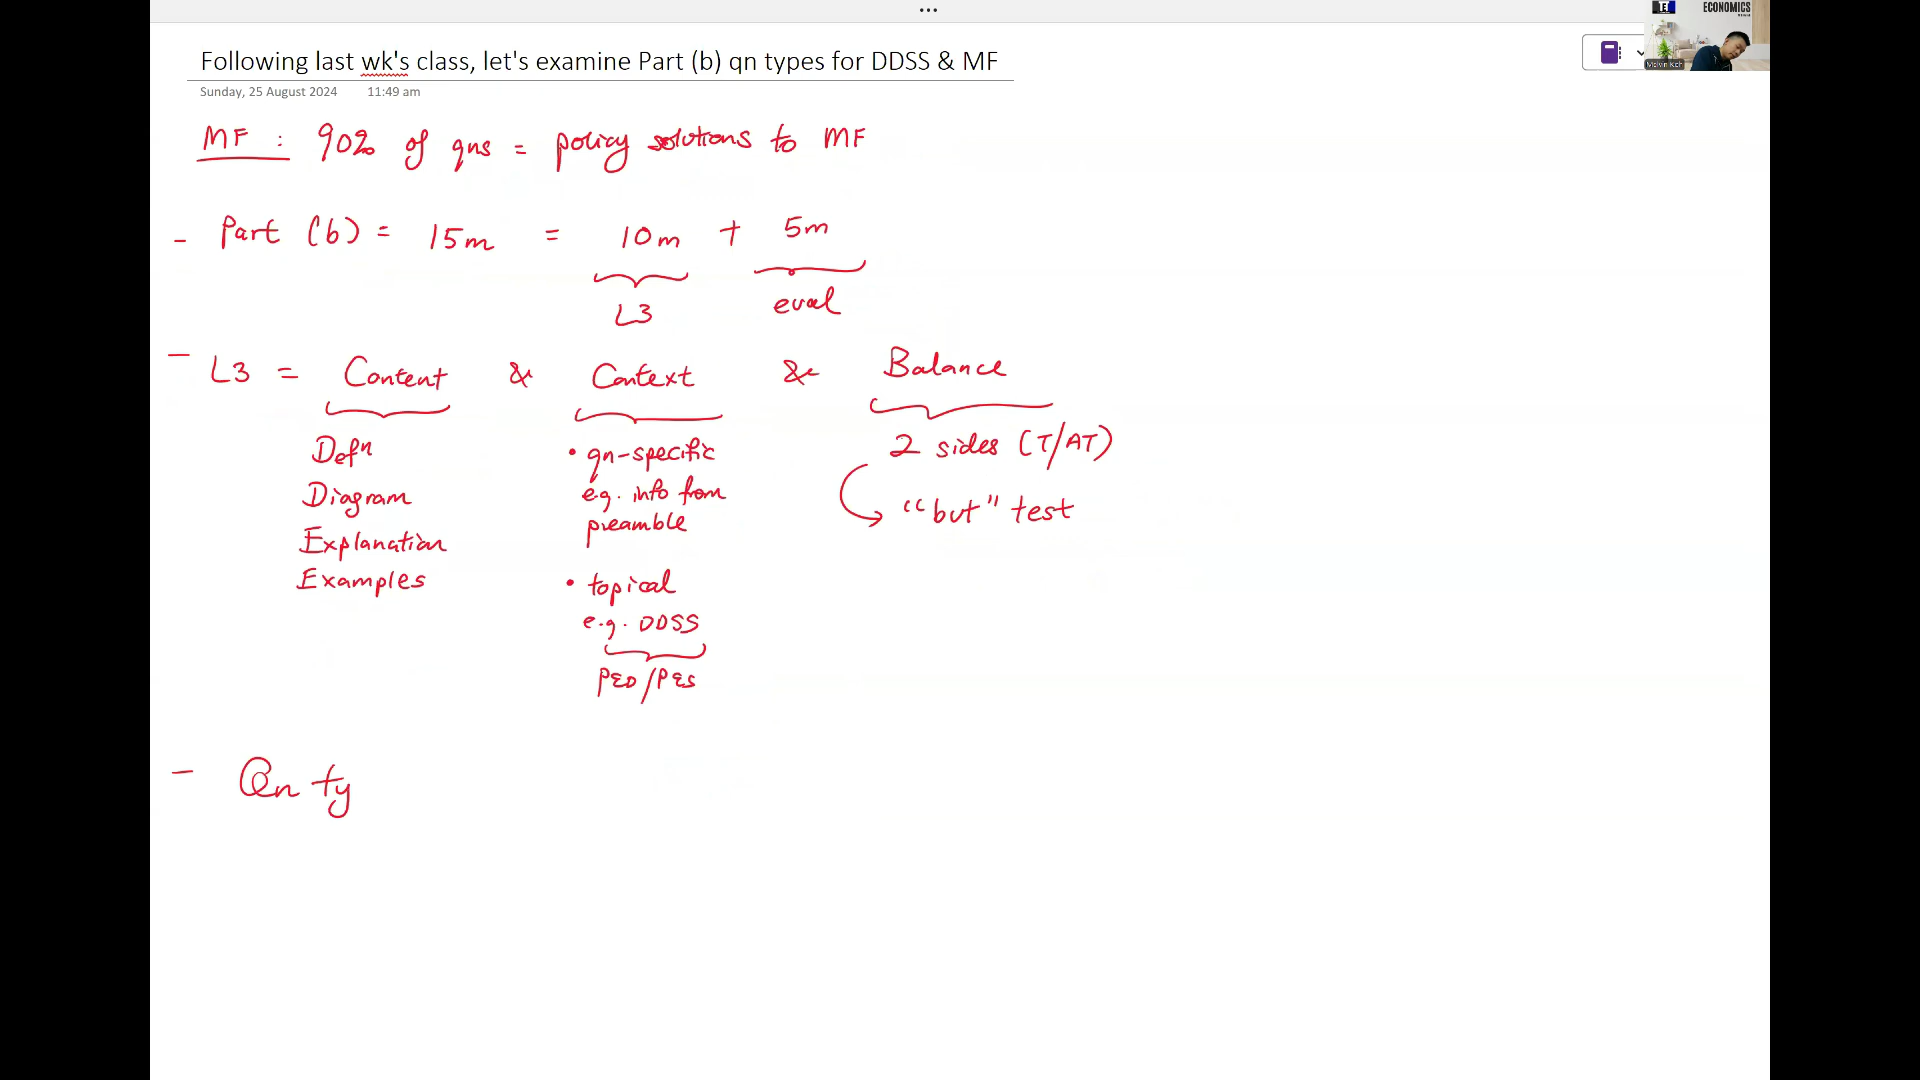 ...
ECONOMICS
Following last wk's class, let's examine Part (b) qn types for DDSS & MF
Melvin Koh
Sunday, 25 August 2024 11:49 am
MF : 90% of qns = policy solutions to MF
- Part (b) = 15m = 10m + 5m
L3 eval
- L3 = Content & Context & Balance
Defn
Diagram
Explanation
Examples
• qn-specific
e.g. info from
preamble
• topical
e.g. DDSS
PED/PES
2 sides (T/AT)
"but" test
- Qn ty